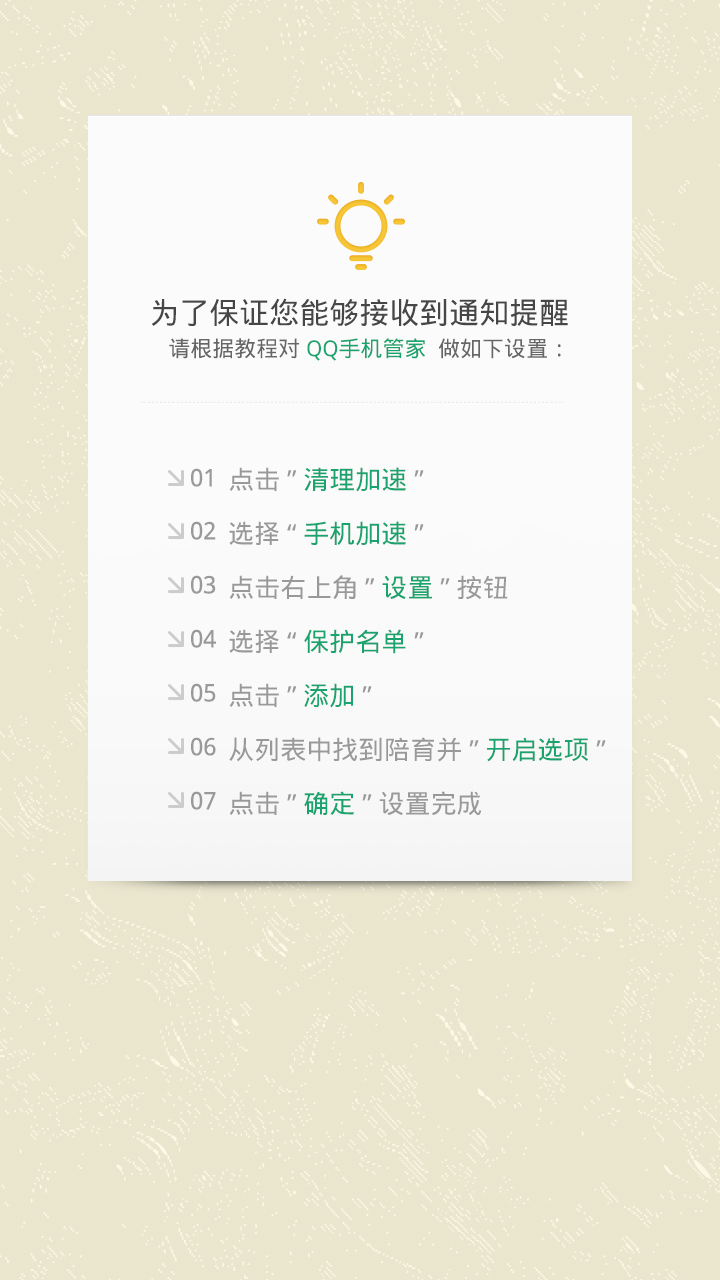 为了保证您能够接收到通知提醒
请根据教程对 QQ手机管家 做如下设置：
01 点击 ” 清理加速 ”
02 选择 “ 手机加速 ”
03 点击右上角 ” 设置 ” 按钮
04 选择 “ 保护名单 ”
05 点击 ” 添加 ”
06 从列表中找到陪育并 ” 开启选项 ”
07 点击 ” 确定 ” 设置完成